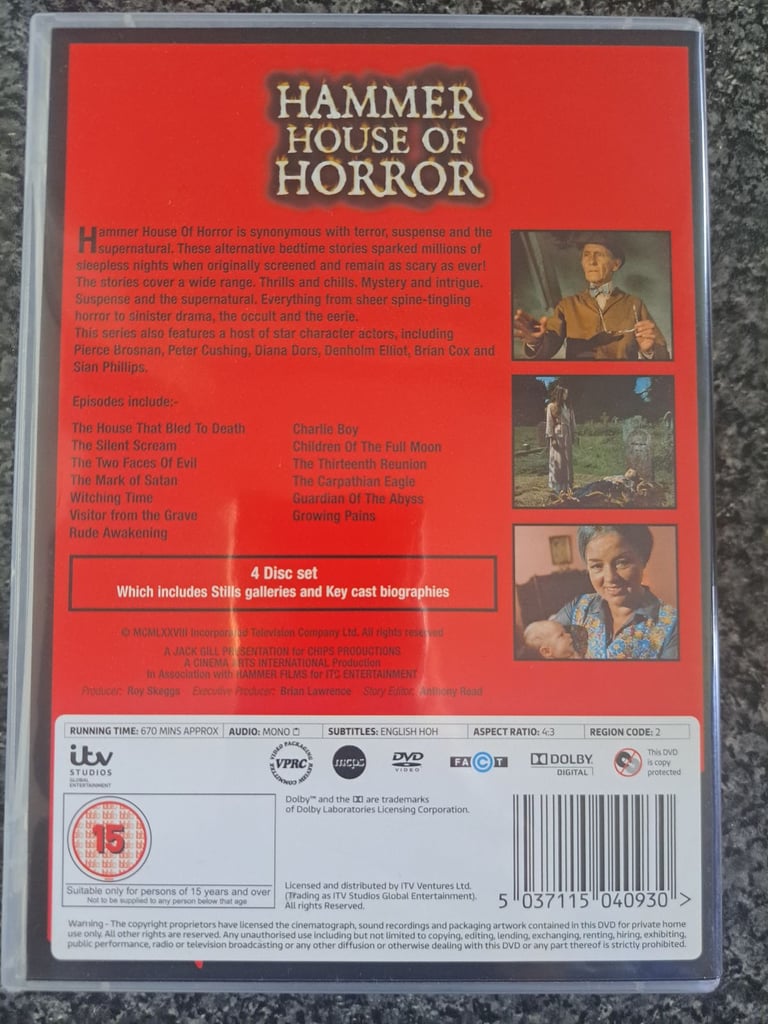 HAMMER
HOUSE OF
HORROR
Hammer House Of Horror is synonymous with terror, suspense and the
supernatural. These alternative bedtime stories sparked millions of
sleepless nights when originally screened and remain as scary as ever!
The stories cover a wide range. Thrills and chills. Mystery and intrigue.
Suspense and the supernatural. Everything from sheer spine-tingling
horror to sinister drama, the occult and the eerie.
This series also features a host of star character actors, including
Pierce Brosnan, Peter Cushing, Diana Dors, Denholm Elliot, Brian Cox and
Sian Phillips.
Episodes include:-
The House That Bled To Death
The Silent Scream
The Two Faces Of Evil
The Mark of Satan
Witching Time
Visitor from the Grave
Rude Awakening
Charlie Boy
Children Of The Full Moon
The Thirteenth Reunion
The Carpathian Eagle
Guardian Of The Abyss
Growing Pains
4 Disc set
Which includes Stills galleries and Key cast biographies
© MCMLXXVIII Incorporated Television Company Ltd. All rights reserved
A JACK GILL PRESENTATION for CHIPS PRODUCTIONS
A CINEMA ARTS INTERNATIONAL Production
In Association with HAMMER FILMS for ITC ENTERTAINMENT
Producer: Roy Skeggs Executive Producer: Brian Lawrence Story Editor: Anthony Read
RUNNING TIME: 670 MINS APPROX AUDIO: MONO SUBTITLES: ENGLISH HOH ASPECT RATIO: 4:3 REGION CODE: 2
itv
STUDIOS
GLOBAL
ENTERTAINMENT
VIDEO PACKAGING REVIEW COMMITTEE
VPRC
mcps
DVD
VIDEO
FACT
DOLBY
DIGITAL
This DVD
is copy
protected
15
Suitable only for persons of 15 years and over
Not to be supplied to any person below that age
Dolby™ and the are trademarks
of Dolby Laboratories Licensing Corporation.
Licensed and distributed by ITV Ventures Ltd.
(Trading as ITV Studios Global Entertainment).
All rights Reserved.
5 037115 040930 >
Warning - The copyright proprietors have licensed the cinematograph, sound recordings and packaging artwork contained in this DVD for private home
use only. All other rights are reserved. Any unauthorised use including but not limited to copying, editing, lending, exchanging, renting, hiring, exhibiting,
public performance, radio or television broadcasting or any other diffusion or otherwise dealing with this DVD or any part thereof is strictly prohibited.